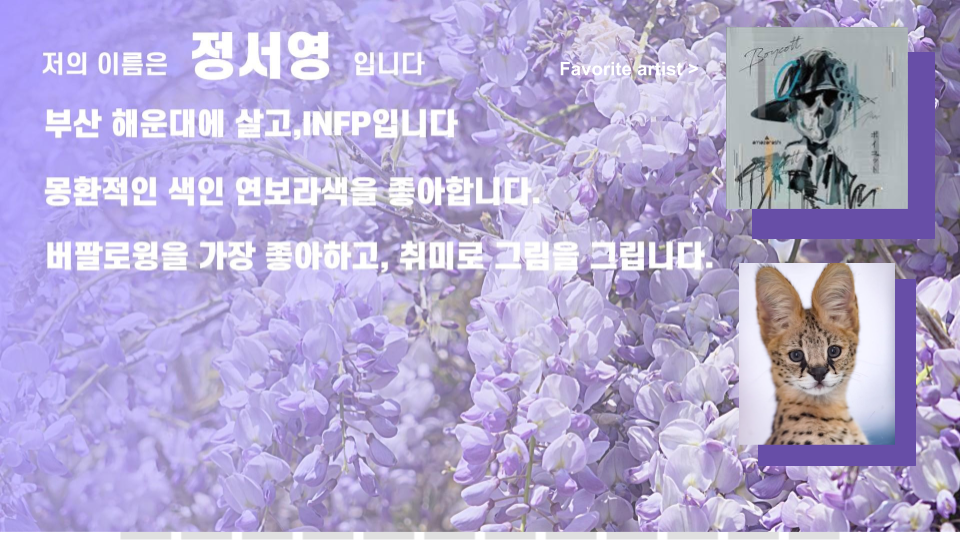 저의 이름은 정서영 입니다
Favorite artist >
부산 해운대에 살고,INFP입니다
몽환적인 색인 연보라색을 좋아합니다.
버팔로윙을 가장 좋아하고, 취미로 그림을 그립니다.
Boycott